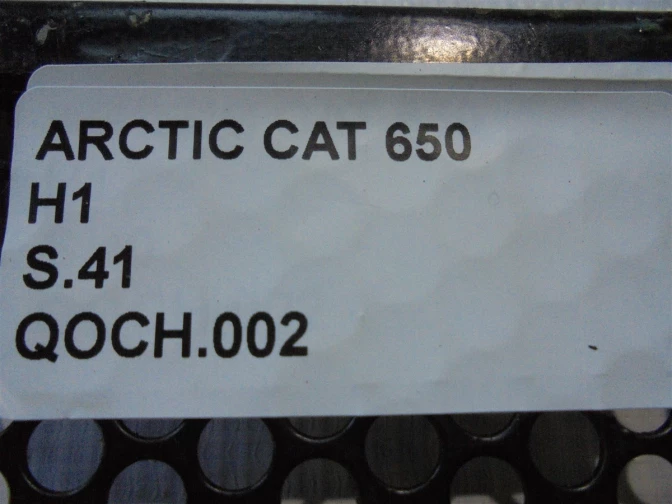 ARCTIC CAT 650
H1
S.41
QOCH.002